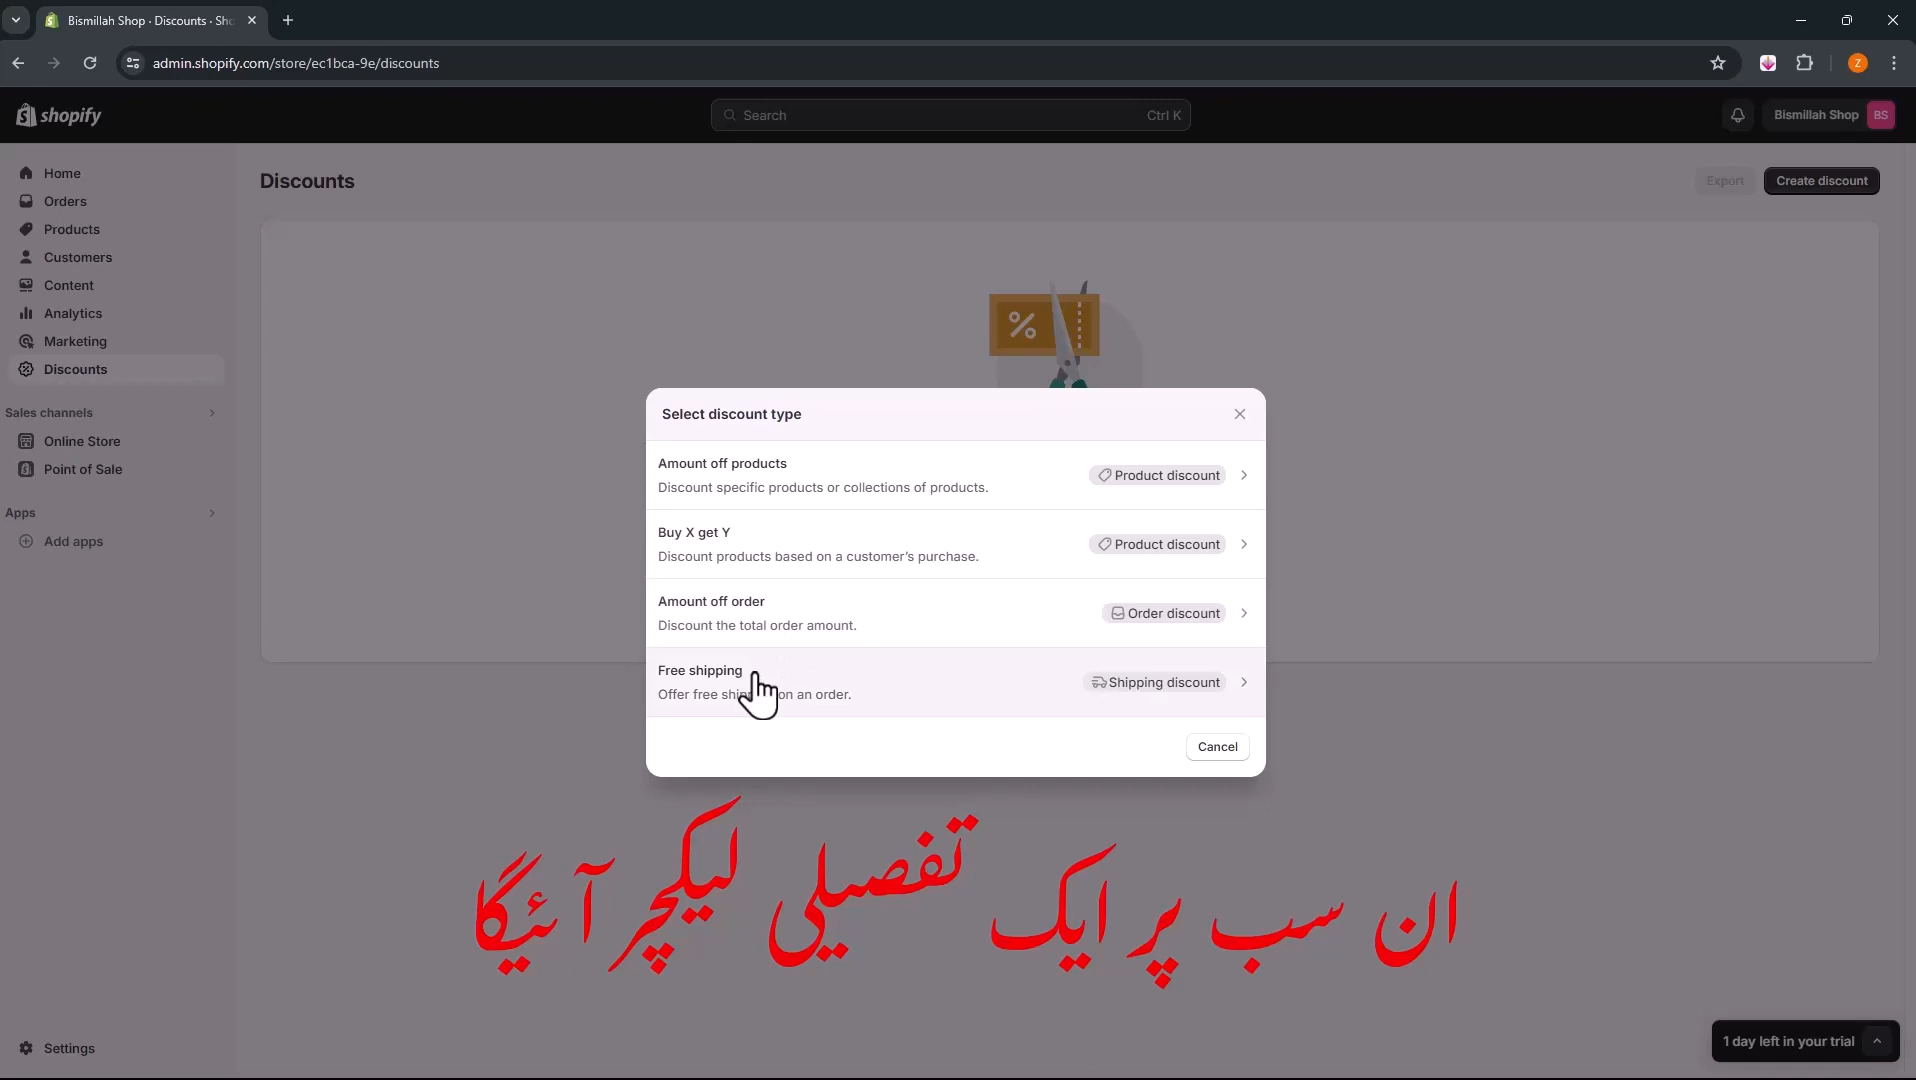 Bismillah Shop · Discounts · Sho
admin.shopify.com/store/ec1bca-9e/discounts
Z
shopify
Search
Ctrl K
Bismillah Shop
BS
Home
Orders
Products
Customers
Content
Analytics
Marketing
Discounts
Sales channels
Online Store
Point of Sale
Apps
Add apps
Settings
Discounts
Export
Create discount
%
Select discount type
Amount off products
Discount specific products or collections of products.
Product discount
Buy X get Y
Discount products based on a customer's purchase.
Product discount
Amount off order
Discount the total order amount.
Order discount
Free shipping
Offer free on an order.
Shipping discount
Cancel
ان سب پر ایک تفصیلی لیکچر آئیگا
1 day left in your trial